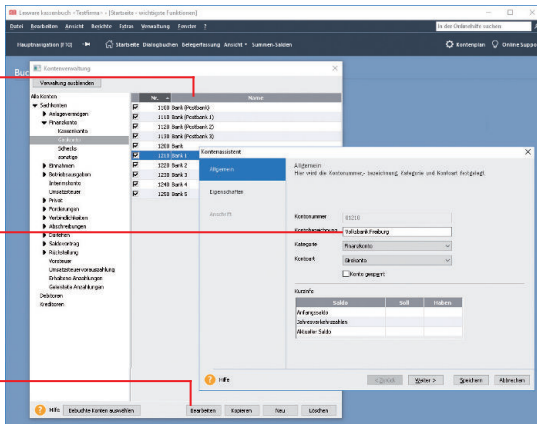 Lexware kassenbuch - Testfirma - - [Startseite - wichtigste Funktionen]
Datei Bearbeiten Ansicht Berichte Extras Verwaltung Fenster ?
In der Onlinehilfe suchen
Hauptnavigation [F10]
Startseite Dialogbuchen Belegerfassung Ansicht Summen-Salden
Kontenplan
Online Suppo
Buc
Kontenverwaltung
Verwaltung ausblenden
Alle Konten
Sachkonten
Anlagevermögen
Finanzkonto
Kassenkonto
Girokonto
Schecks
sonstige
Einnahmen
Betriebsausgaben
Interimskonto
Umsatzsteuer
Privat
Forderungen
Verbindlichkeiten
Abschreibungen
Darlehen
Saldovortrag
Rückstellung
Vorsteuer
Umsatzsteuervorauszahlung
Erhaltene Anzahlungen
Geleistete Anzahlungen
Debitoren
Kreditoren
Nr. Name
1100 Bank (Postbank)
1110 Bank (Postbank 1)
1120 Bank (Postbank 2)
1130 Bank (Postbank 3)
1200 Bank
1210 Bank 1
1220 Bank 2
1230 Bank 3
1240 Bank 4
1250 Bank 5
Hilfe
Bebuchte Konten auswählen
Bearbeiten
Kopieren
Neu
Löschen
Kontenassistent
Allgemein
Eigenschaften
Anschrift
Allgemein
Hier wird die Kontonummer,- bezeichnung, Kategorie und Kontoart festgelegt.
Kontonummer 01210
Kontobezeichnung Volksbank Freiburg
Kategorie Finanzkonto
Kontoart Girokonto
Konto gesperrt
Kurzinfo
Saldo Soll Haben
Anfangssaldo
Jahresverkehrszahlen
Aktueller Saldo
Hilfe
< Zurück
Weiter >
Speichern
Abbrechen